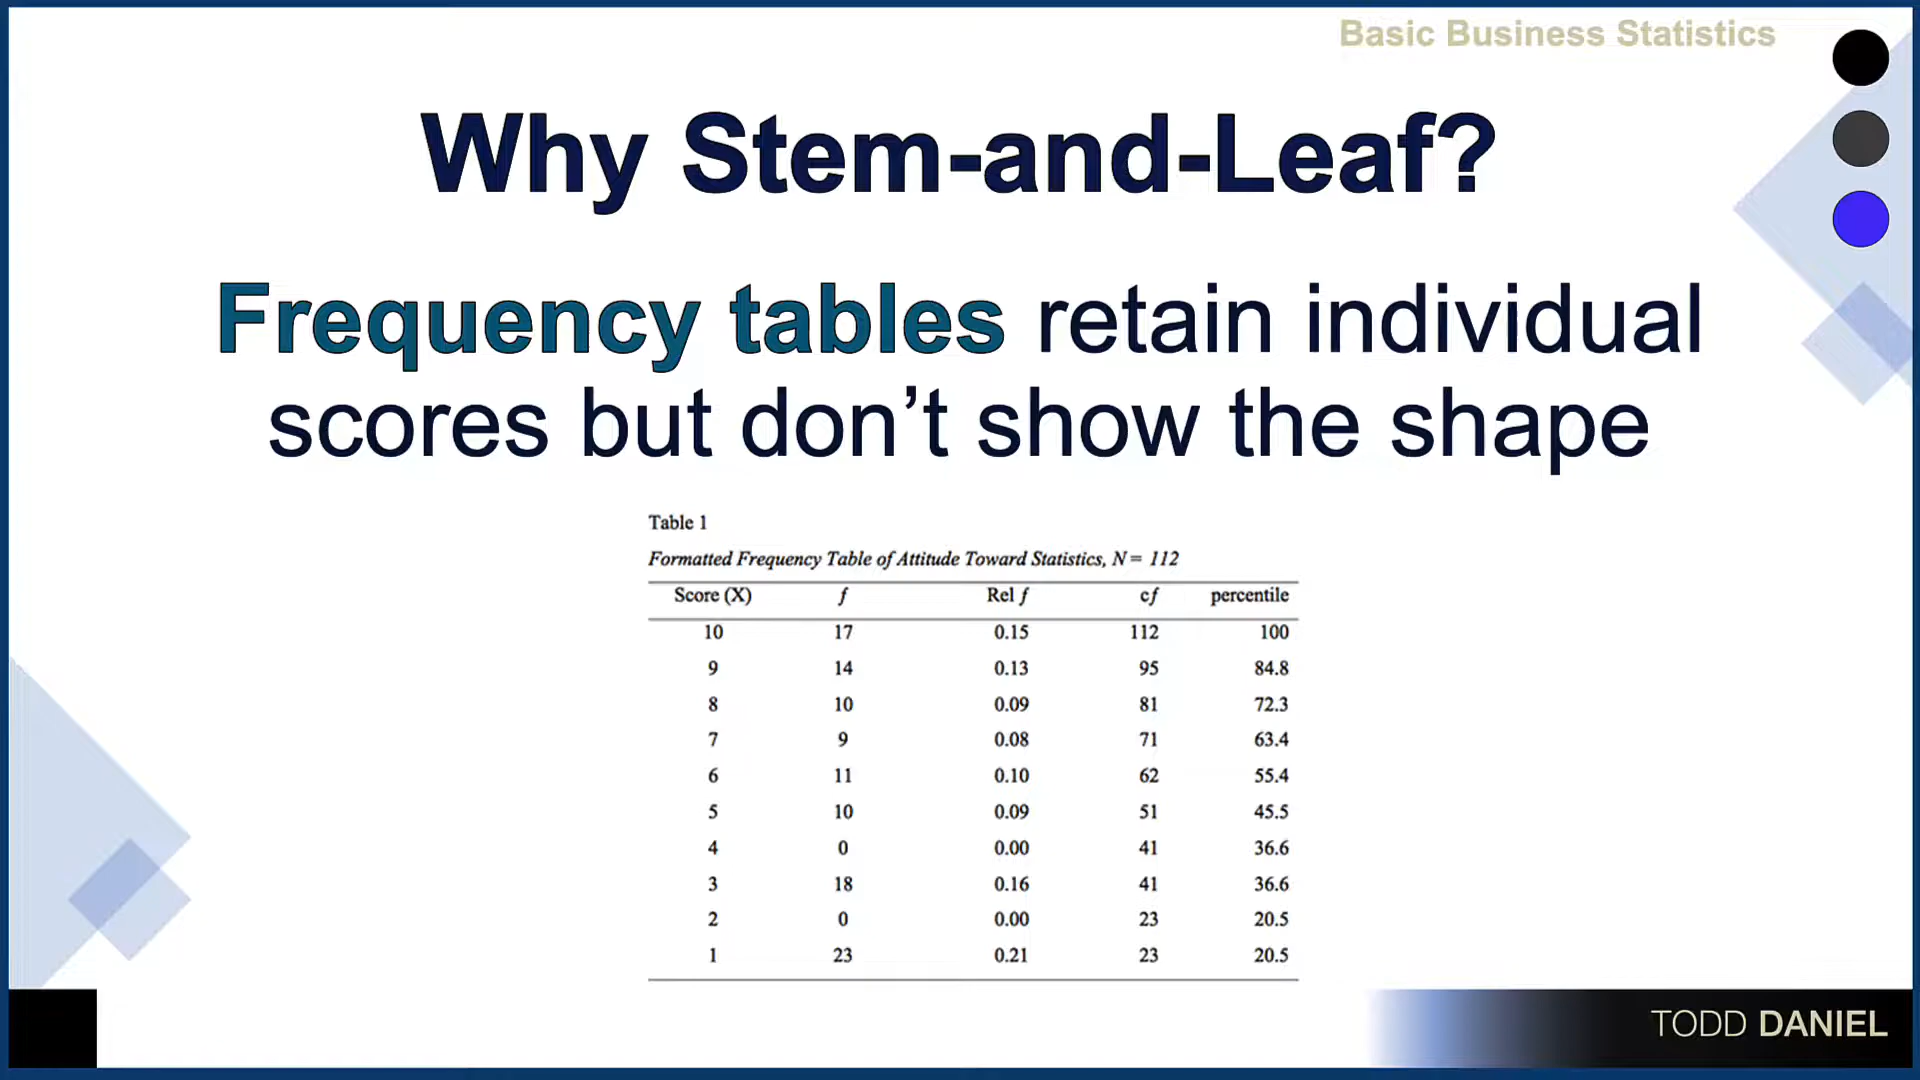 Basic Business Statistics
Why Stem-and-Leaf?
Frequency tables retain individual
scores but don’t show the shape
Table 1
Formatted Frequency Table of Attitude Toward Statistics, N = 112
Score (X) f Rel f cf percentile
10 17 0.15 112 100
9 14 0.13 95 84.8
8 10 0.09 81 72.3
7 9 0.08 71 63.4
6 11 0.10 62 55.4
5 10 0.09 51 45.5
4 0 0.00 41 36.6
3 18 0.16 41 36.6
2 0 0.00 23 20.5
1 23 0.21 23 20.5
TODD DANIEL